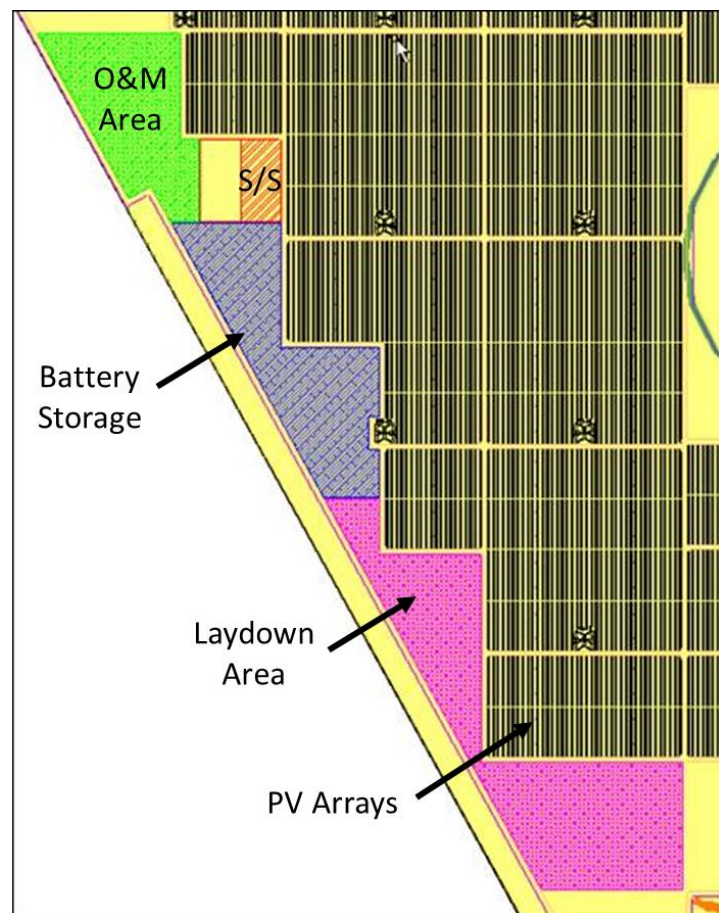 O&M
Area
S/S
Battery
Storage
Laydown
Area
PV Arrays